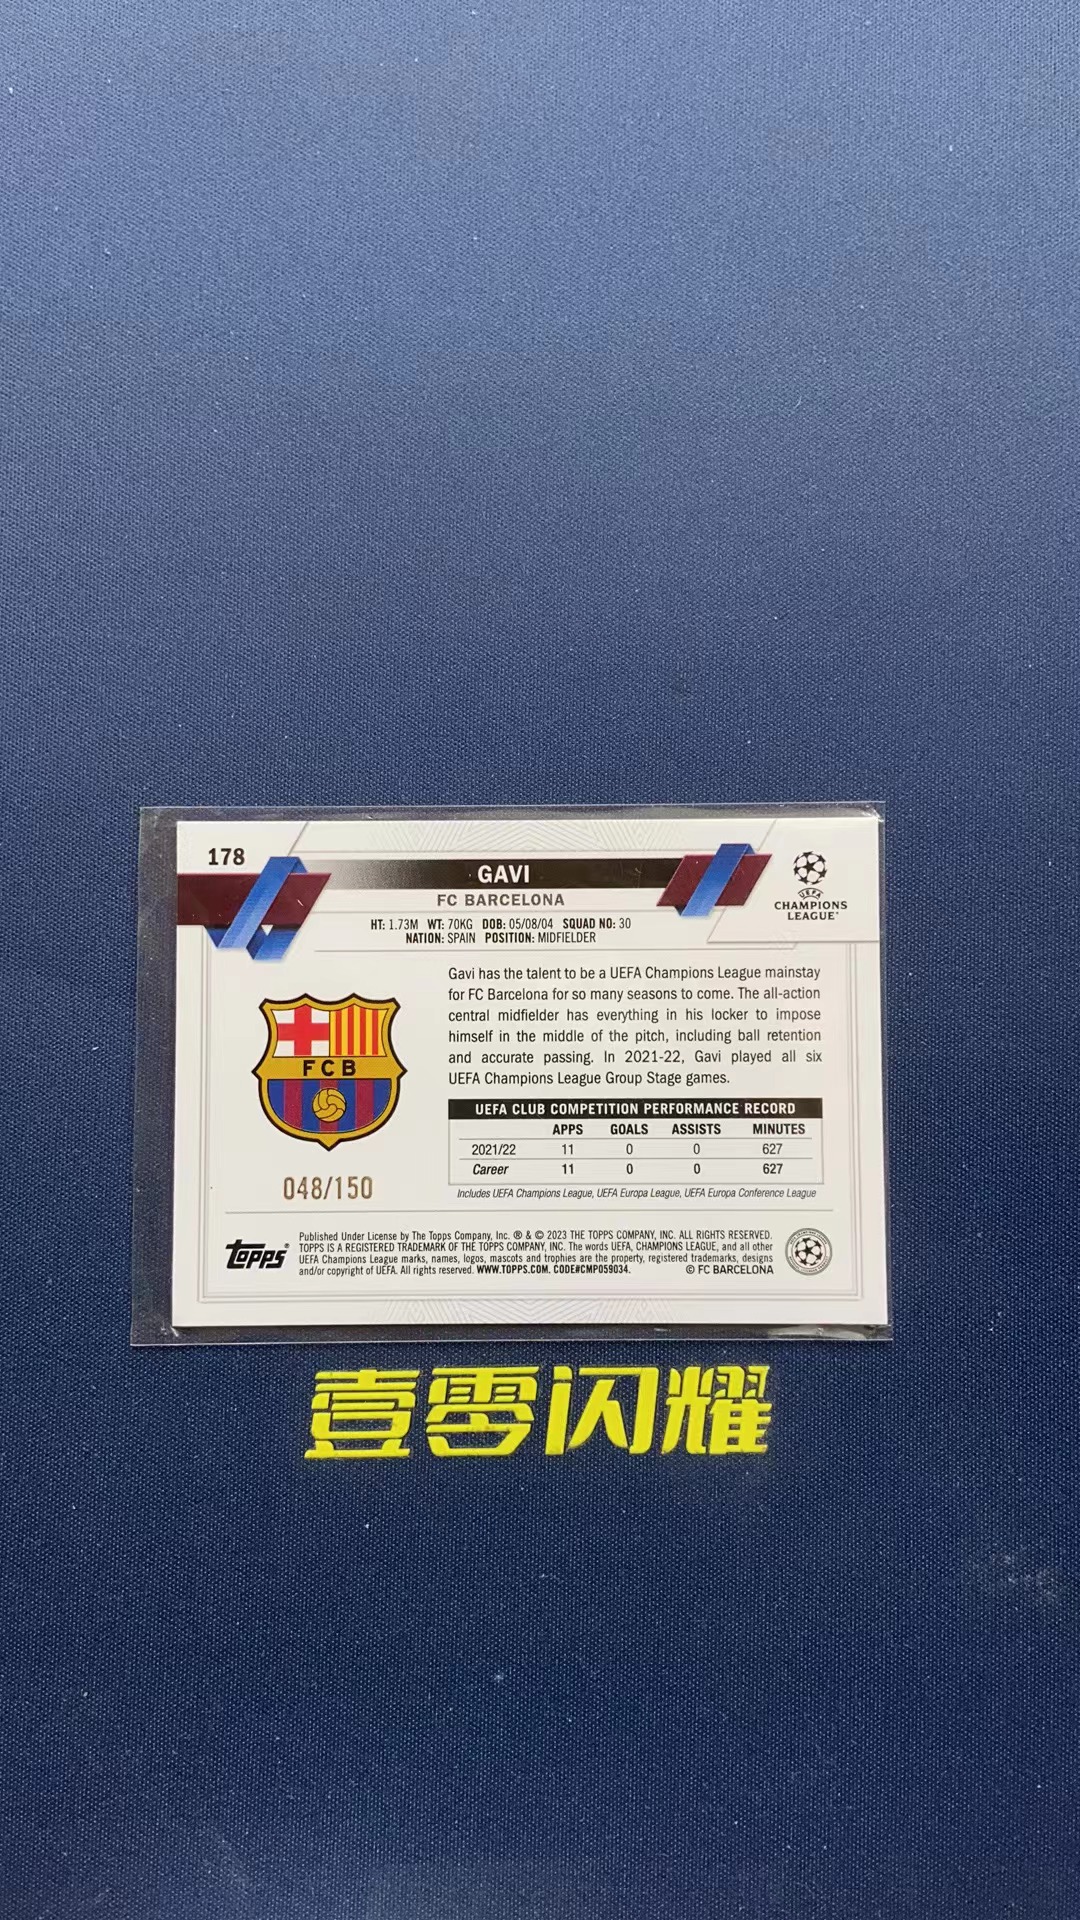 178
GAVI
FC BARCELONA
HT: 1.73M WT: 70KG DOB: 05/08/04 SQUAD NO: 30
NATION: SPAIN POSITION: MIDFIELDER
UEFA
CHAMPIONS
LEAGUE
Gavi has the talent to be a UEFA Champions League mainstay
for FC Barcelona for so many seasons to come. The all-action
central midfielder has everything in his locker to impose
himself in the middle of the pitch, including ball retention
and accurate passing. In 2021-22, Gavi played all six
UEFA Champions League Group Stage games.
FCB
048/150
UEFA CLUB COMPETITION PERFORMANCE RECORD
APPS GOALS ASSISTS MINUTES
2021/22 11 0 0 627
Career 11 0 0 627
Includes UEFA Champions League, UEFA Europa League, UEFA Europa Conference League
Topps®
Published Under License by The Topps Company, Inc. ® & © 2023 THE TOPPS COMPANY, INC. ALL RIGHTS RESERVED.
TOPPS IS A REGISTERED TRADEMARK OF THE TOPPS COMPANY, INC. The words UEFA, CHAMPIONS LEAGUE, and all other
UEFA Champions League marks, names, logos, mascots and trophies are the property, registered trademarks, designs
and/or copyright of UEFA. All rights reserved. WWW.TOPPS.COM. CODE#CMP059034. © FC BARCELONA
壹零闪耀